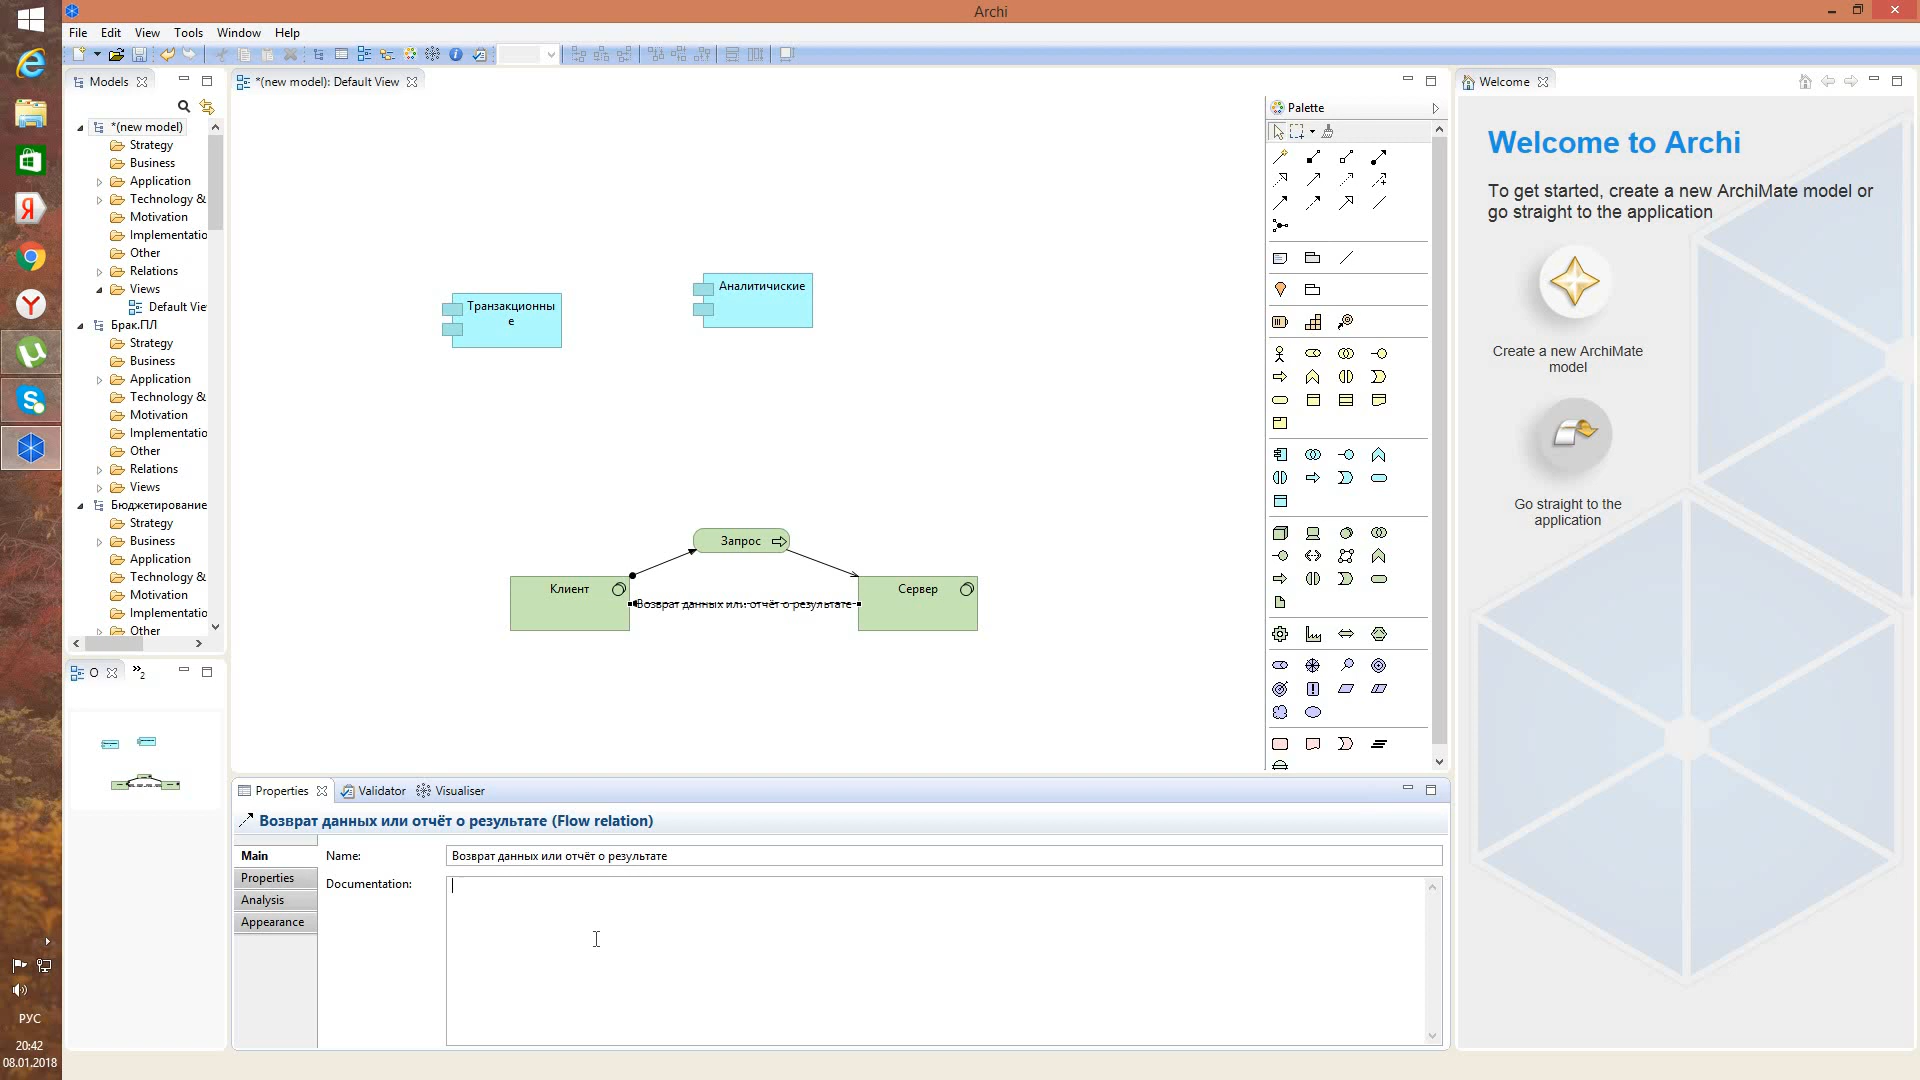 Archi
File Edit View Tools Window Help
Models
*(new model): Default View
Welcome
*(new model)
Strategy
Business
Application
Technology &
Motivation
Implementatio
Other
Relations
Views
Default Vie
Брак.ПЛ
Strategy
Business
Application
Technology &
Motivation
Implementatio
Other
Relations
Views
Бюджетирование
Strategy
Business
Application
Technology &
Motivation
Implementatio
Other
O
»2
Транзакционны
е
Аналитичиские
Запрос
Клиент
Возврат данных или отчёт о результате
Сервер
Palette
Welcome to Archi
To get started, create a new ArchiMate model or
go straight to the application
Create a new ArchiMate
model
Go straight to the
application
Properties Validator Visualiser
Возврат данных или отчёт о результате (Flow relation)
Main
Properties
Analysis
Appearance
Name:
Возврат данных или отчёт о результате
Documentation:
РУС
20:42
08.01.2018